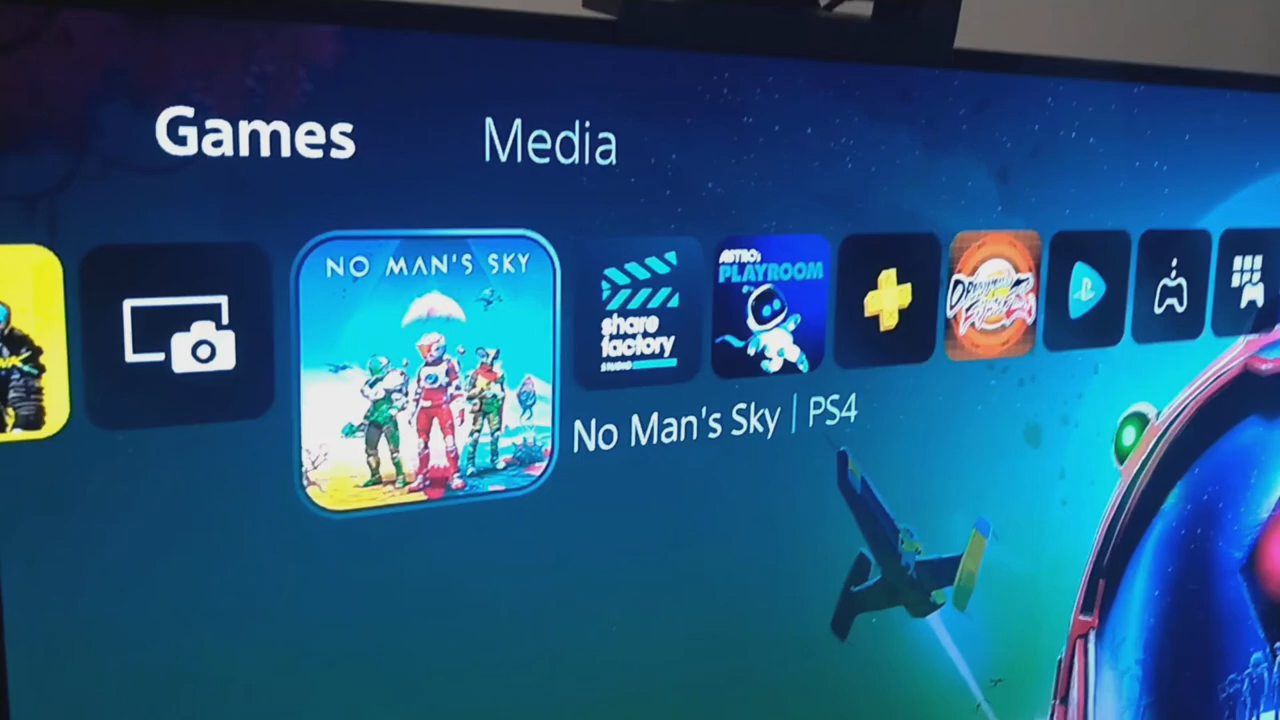 Games
Media
NO MAN'S SKY
share
factory
STUDIO
ASTRO's
PLAYROOM
No Man's Sky | PS4